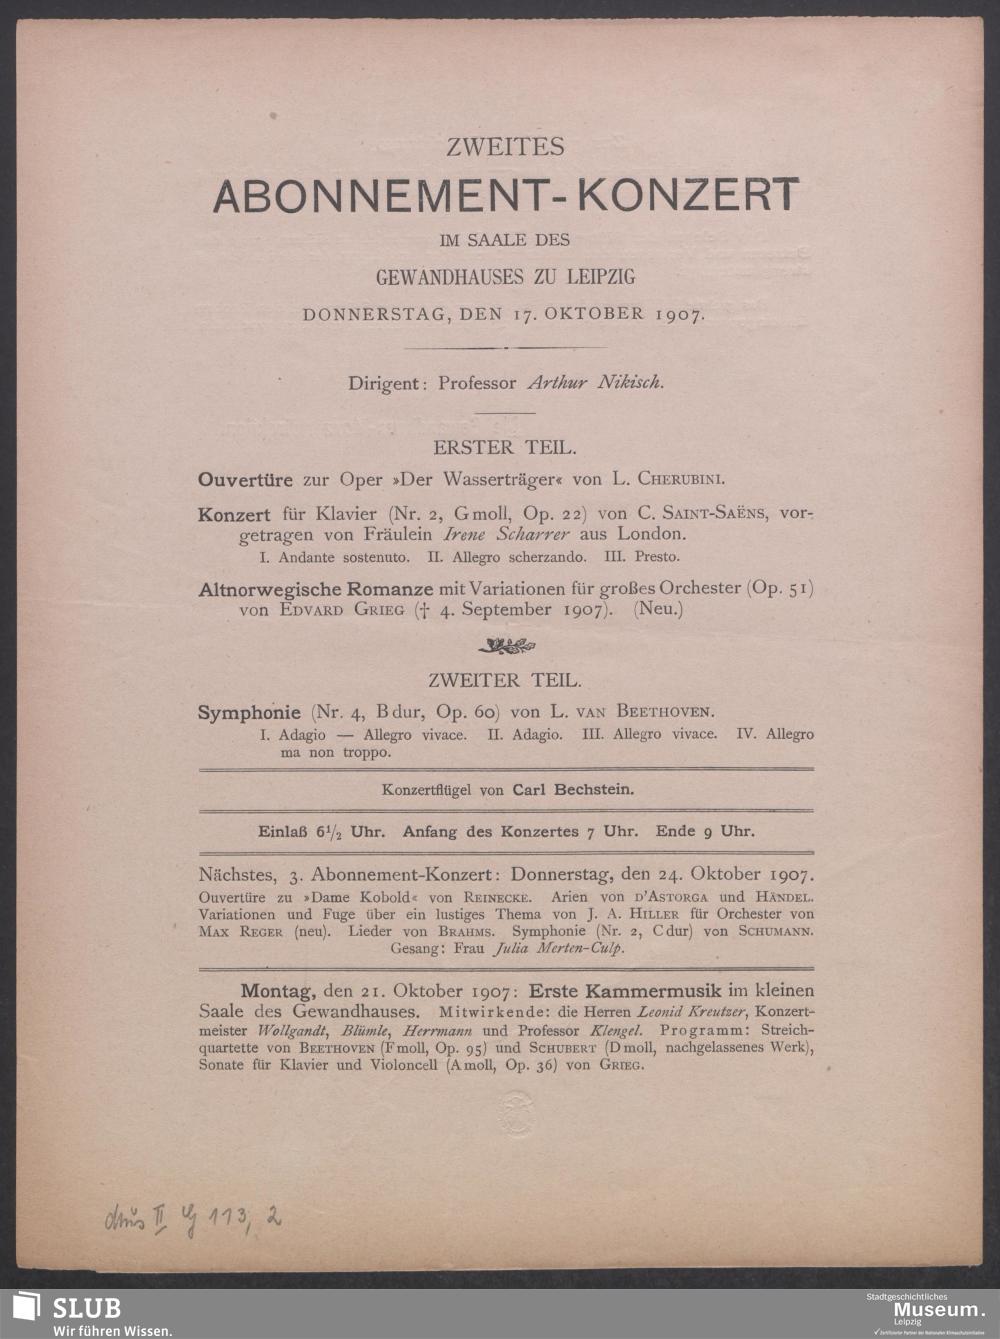 ZWEITES
ABONNEMENT-KONZERT
IM SAALE DES
GEWANDHAUSES ZU LEIPZIG
DONNERSTAG, DEN 17. OKTOBER 1907.
Dirigent: Professor Arthur Nikisch.
ERSTER TEIL.
Ouvertüre zur Oper »Der Wasserträger« von L. CHERUBINI.
Konzert für Klavier (Nr. 2, G moll, Op. 22) von C. SAINT-SAËNS, vor-
getragen von Fräulein Irene Scharrer aus London.
I. Andante sostenuto. II. Allegro scherzando. III. Presto.
Altnorwegische Romanze mit Variationen für großes Orchester (Op. 51)
von EDVARD GRIEG († 4. September 1907). (Neu.)
ZWEITER TEIL.
Symphonie (Nr. 4, B dur, Op. 60) von L. VAN BEETHOVEN.
I. Adagio — Allegro vivace. II. Adagio. III. Allegro vivace. IV. Allegro
ma non troppo.
Konzertflügel von Carl Bechstein.
Einlaß 6½ Uhr. Anfang des Konzertes 7 Uhr. Ende 9 Uhr.
Nächstes, 3. Abonnement-Konzert: Donnerstag, den 24. Oktober 1907.
Ouvertüre zu »Dame Kobold« von REINECKE. Arien von D'ASTORGA und HÄNDEL.
Variationen und Fuge über ein lustiges Thema von J. A. HILLER für Orchester von
MAX REGER (neu). Lieder von BRAHMS. Symphonie (Nr. 2, C dur) von SCHUMANN.
Gesang: Frau Julia Merten-Culp.
Montag, den 21. Oktober 1907: Erste Kammermusik im kleinen
Saale des Gewandhauses. Mitwirkende: die Herren Leonid Kreutzer, Konzert-
meister Wollgandt, Blümle, Herrmann und Professor Klengel. Programm: Streich-
quartette von BEETHOVEN (F moll, Op. 95) und SCHUBERT (D moll, nachgelassenes Werk),
Sonate für Klavier und Violoncell (A moll, Op. 36) von GRIEG.
Mus II G 113, 2
SLUB
Wir führen Wissen.
Stadtgeschichtliches
Museum.
Leipzig
✓ Zertifizierter Partner der Nationalen Klimaschutzinitiative